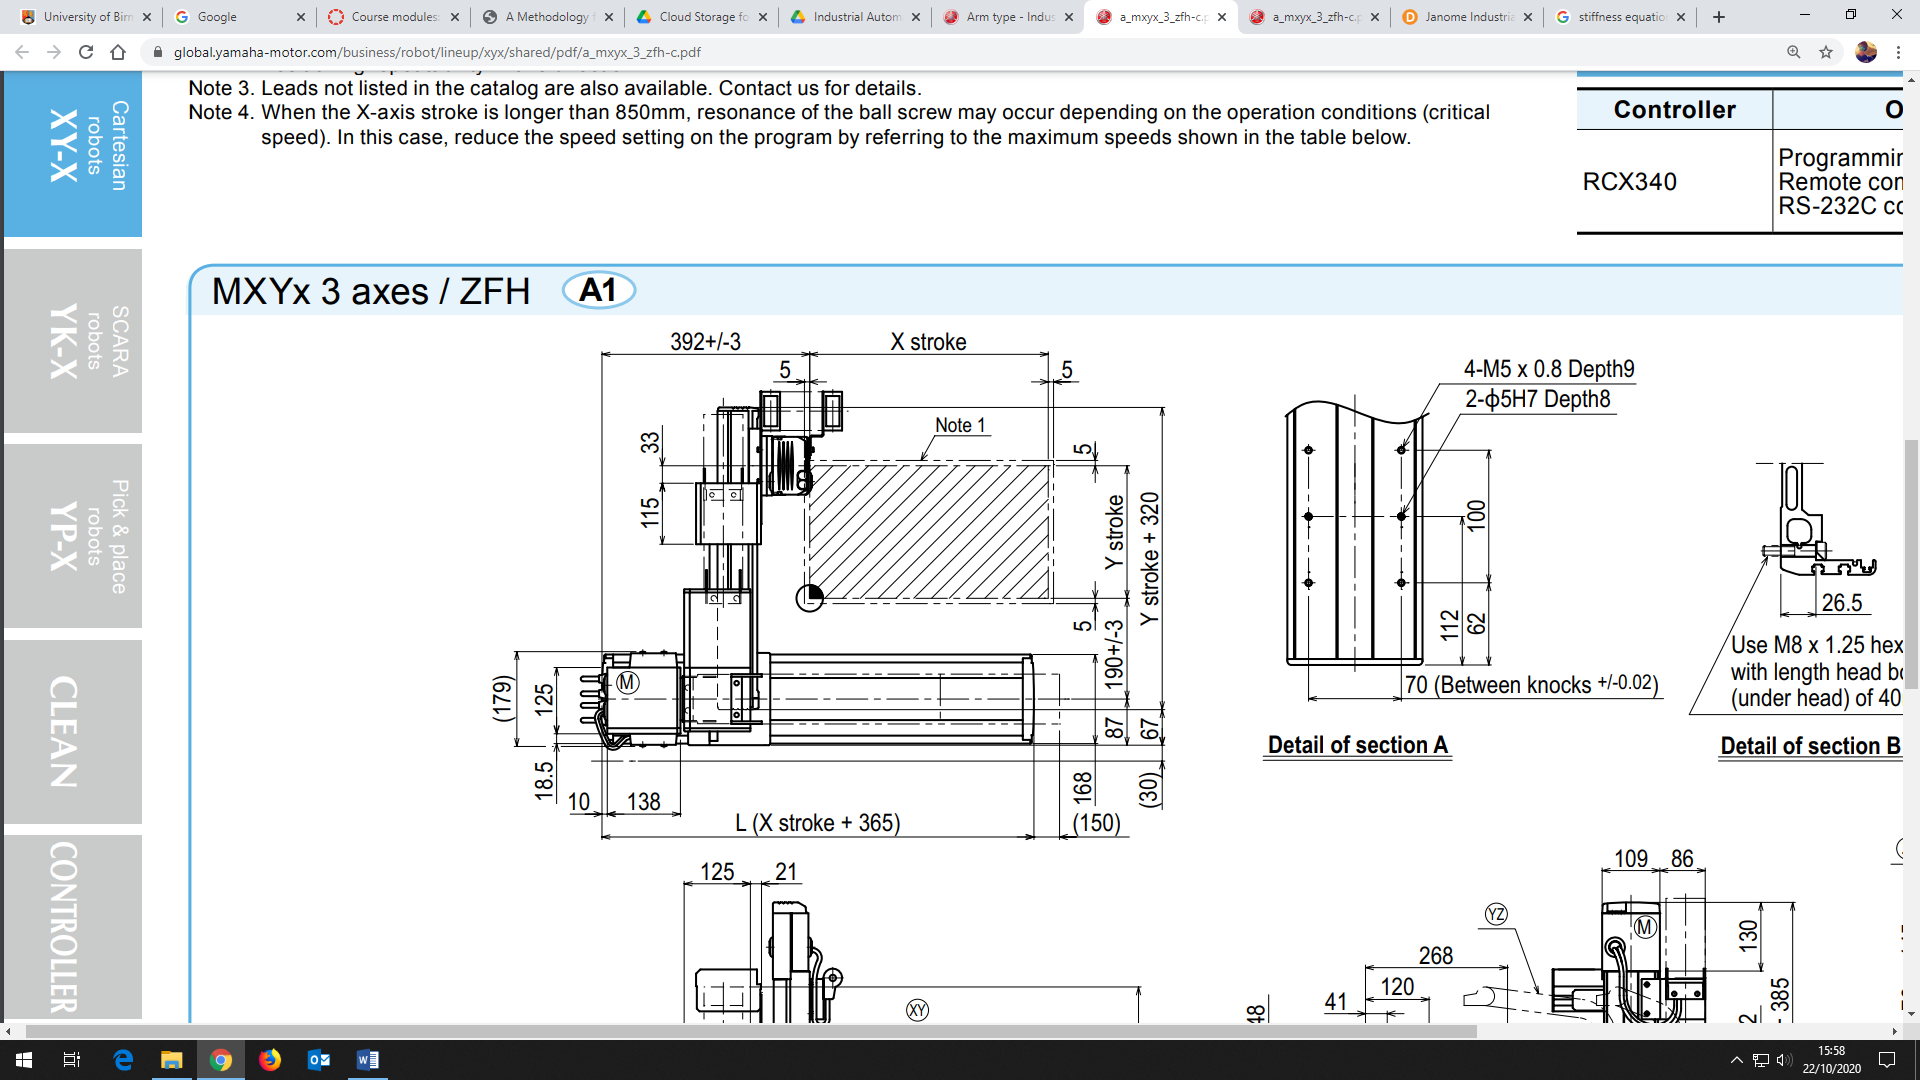 University of Birm
Google
Course modules:
A Methodology f
Cloud Storage fo
Industrial Autom
Arm type - Indus
a_mxyx_3_zfh-c.p
a_mxyx_3_zfh-c.p
Janome Industria
stiffness equatio
global.yamaha-motor.com/business/robot/lineup/xyx/shared/pdf/a_mxyx_3_zfh-c.pdf
Note 3. Leads not listed in the catalog are also available. Contact us for details.
Note 4. When the X-axis stroke is longer than 850mm, resonance of the ball screw may occur depending on the operation conditions (critical
speed). In this case, reduce the speed setting on the program by referring to the maximum speeds shown in the table below.
Controller
O
RCX340
Programmin
Remote com
RS-232C co
Cartesian
robots
XY-X
SCARA
robots
YK-X
Pick & place
robots
YP-X
CLEAN
CONTROLLER
MXYx 3 axes / ZFH A1
392+/-3
X stroke
5
5
Note 1
33
115
5
Y stroke
Y stroke + 320
5
190+/-3
(179)
125
M
87
67
18.5
10
138
168
(30)
L (X stroke + 365)
(150)
4-M5 x 0.8 Depth9
2-ϕ5H7 Depth8
100
112
62
70 (Between knocks +/-0.02)
Detail of section A
26.5
Use M8 x 1.25 hex
with length head bo
(under head) of 40
Detail of section B
125
21
XY
109
86
YZ
M
130
268
120
41
48
385
2
15:58
22/10/2020